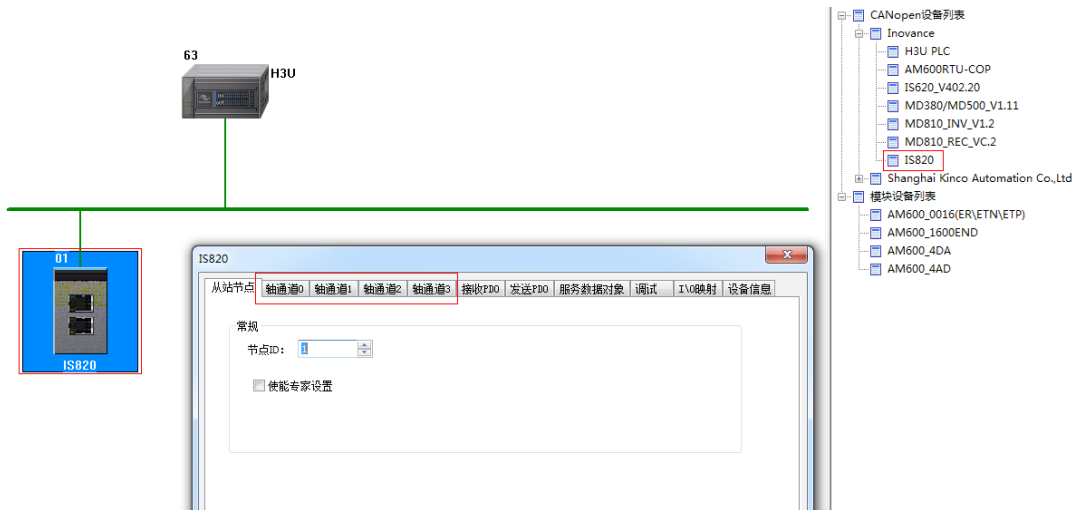 63
H3U
01
IS820
IS820
从站节点 轴通道0 轴通道1 轴通道2 轴通道3 接收PDO 发送PDO 服务数据对象 调试 I\O映射 设备信息
常规
节点ID： 1
使能专家设置
CANopen设备列表
Inovance
H3U PLC
AM600RTU-COP
IS620_V402.20
MD380/MD500_V1.11
MD810_INV_V1.2
MD810_REC_VC.2
IS820
Shanghai Kinco Automation Co.,Ltd
模块设备列表
AM600_0016(ER\ETN\ETP)
AM600_1600END
AM600_4DA
AM600_4AD